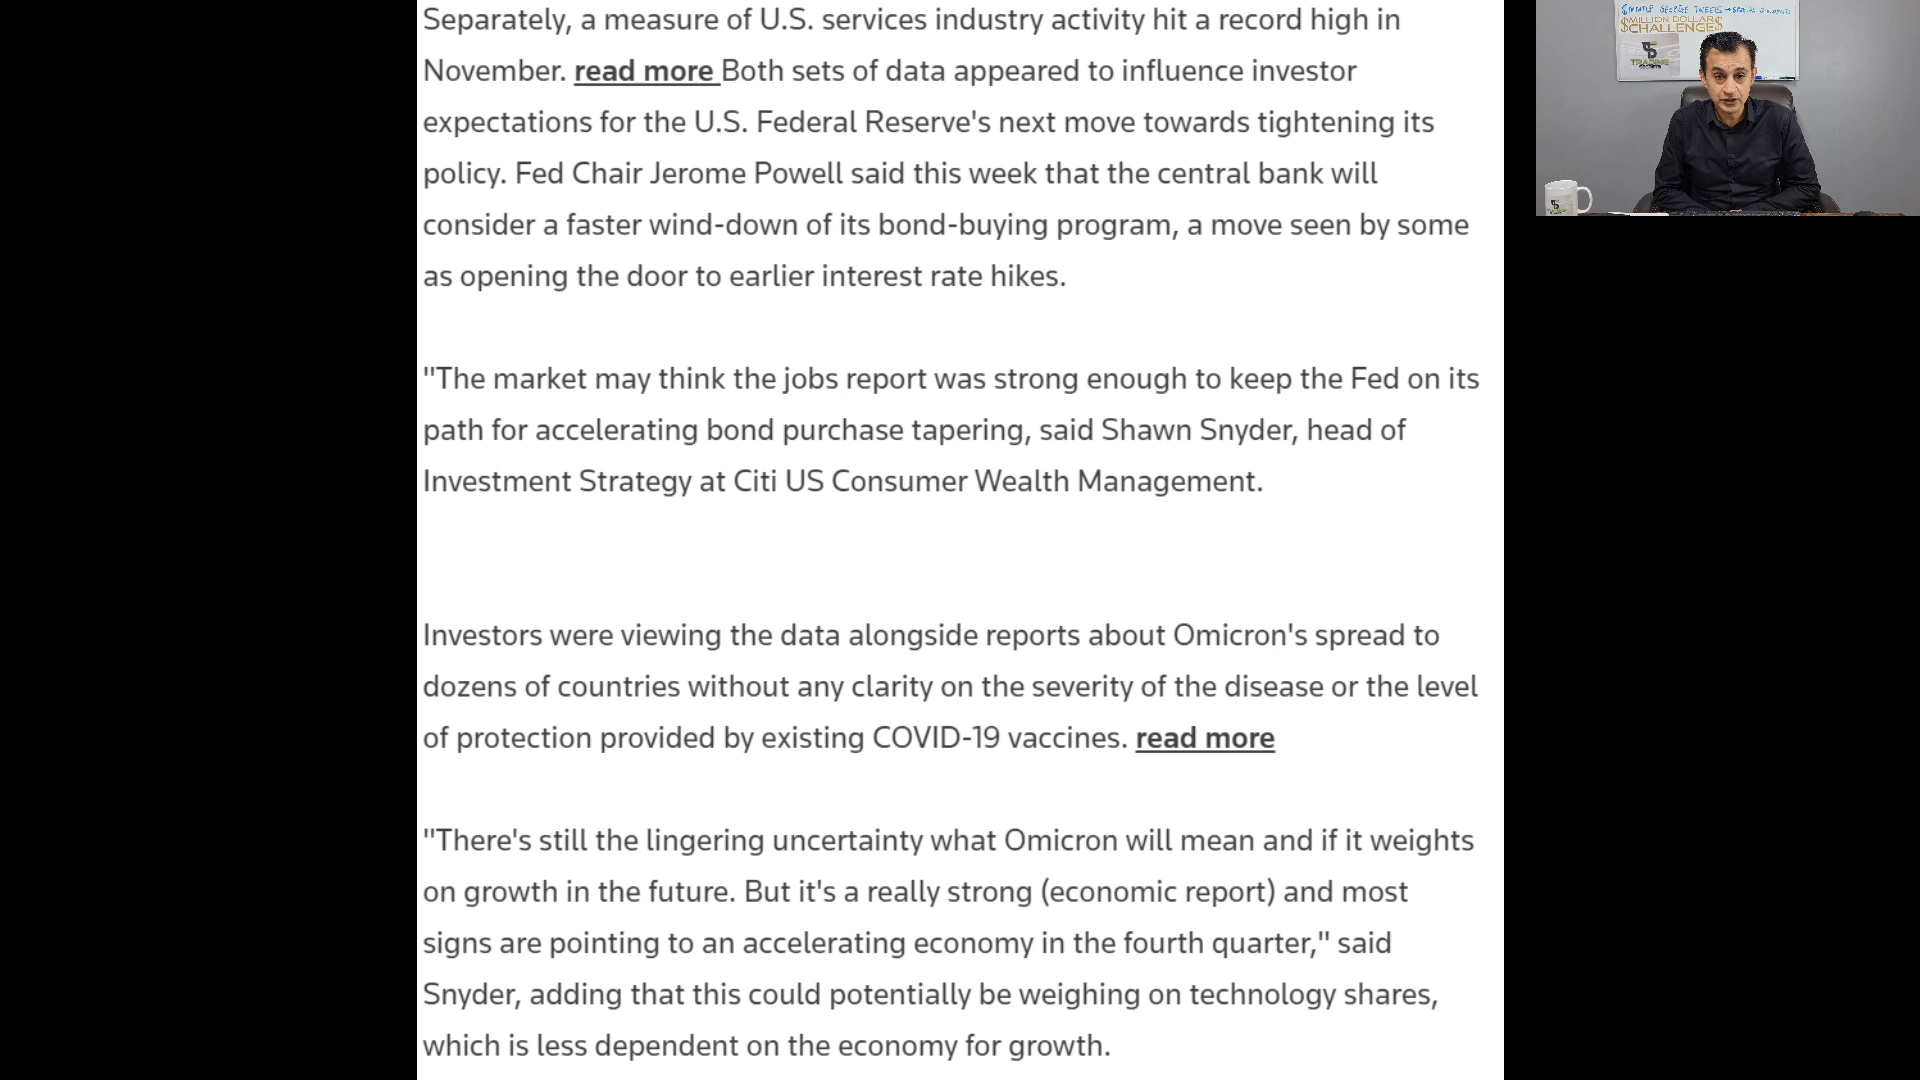 Separately, a measure of U.S. services industry activity hit a record high in
November. read more Both sets of data appeared to influence investor
expectations for the U.S. Federal Reserve's next move towards tightening its
policy. Fed Chair Jerome Powell said this week that the central bank will
consider a faster wind-down of its bond-buying program, a move seen by some
as opening the door to earlier interest rate hikes.
"The market may think the jobs report was strong enough to keep the Fed on its
path for accelerating bond purchase tapering, said Shawn Snyder, head of
Investment Strategy at Citi US Consumer Wealth Management.
Investors were viewing the data alongside reports about Omicron's spread to
dozens of countries without any clarity on the severity of the disease or the level
of protection provided by existing COVID-19 vaccines. read more
"There's still the lingering uncertainty what Omicron will mean and if it weights
on growth in the future. But it's a really strong (economic report) and most
signs are pointing to an accelerating economy in the fourth quarter," said
Snyder, adding that this could potentially be weighing on technology shares,
which is less dependent on the economy for growth.
GEORGE TWEETS
$MILLION DOLLAR$
$CHALLENGE$
TRADING